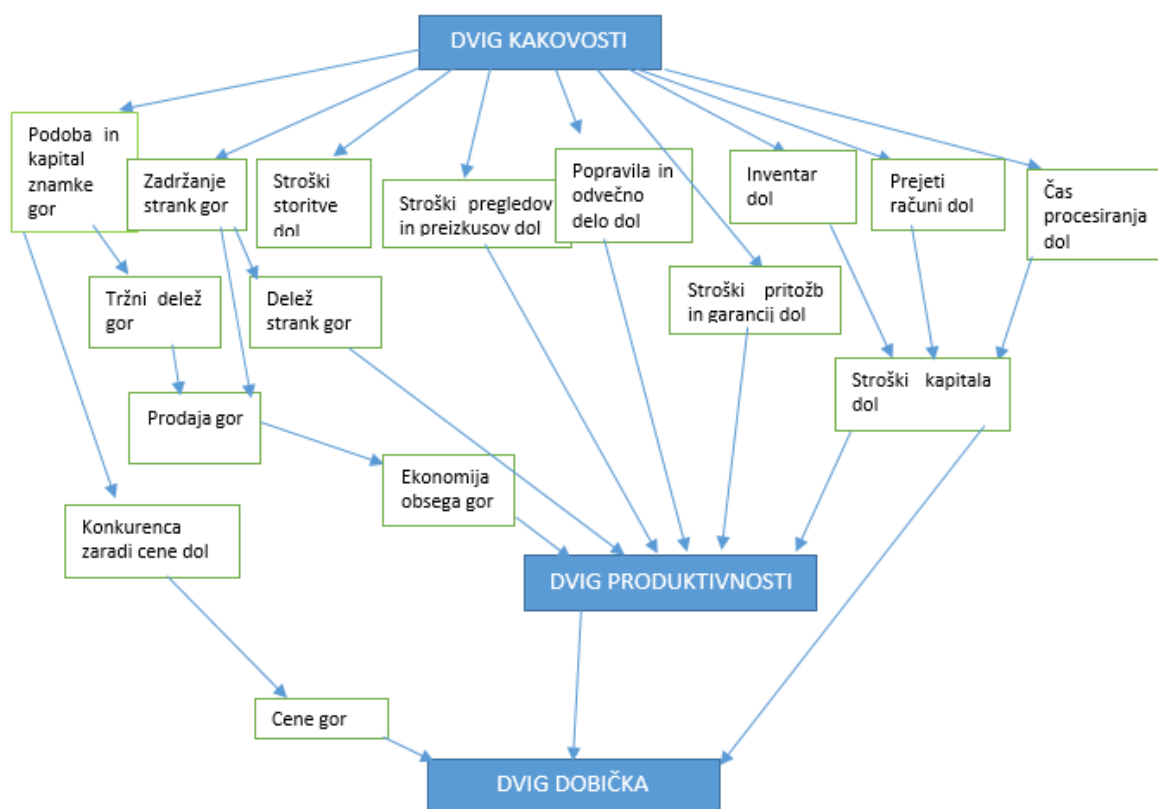 DVIG KAKOVOSTI
Podoba in
kapital
znamke
gor
Zadržanje
strank gor
Stroški
storitve
dol
Stroški pregledov
in preizkusov dol
Popravila in
odvečno
delo dol
Inventar
dol
Prejeti
računi dol
Čas
procesiranja
dol
Tržni delež
gor
Delež
strank gor
Stroški pritožb
in garancij dol
Stroški kapitala
dol
Prodaja gor
Ekonomija
obsega gor
Konkurenca
zaradi cene dol
DVIG PRODUKTIVNOSTI
Cene gor
DVIG DOBIČKA